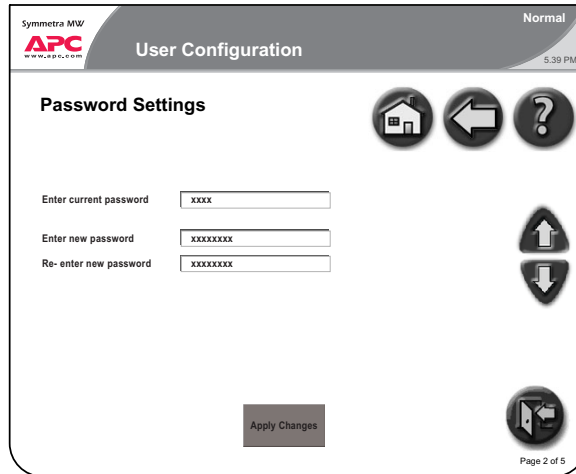 Symmetra MW
APC
www.apc.com
User Configuration
Normal
5.39 PM
Password Settings
?
Enter current password xxxx
Enter new password xxxxxxxx
Re- enter new password xxxxxxxx
Apply Changes
Page 2 of 5